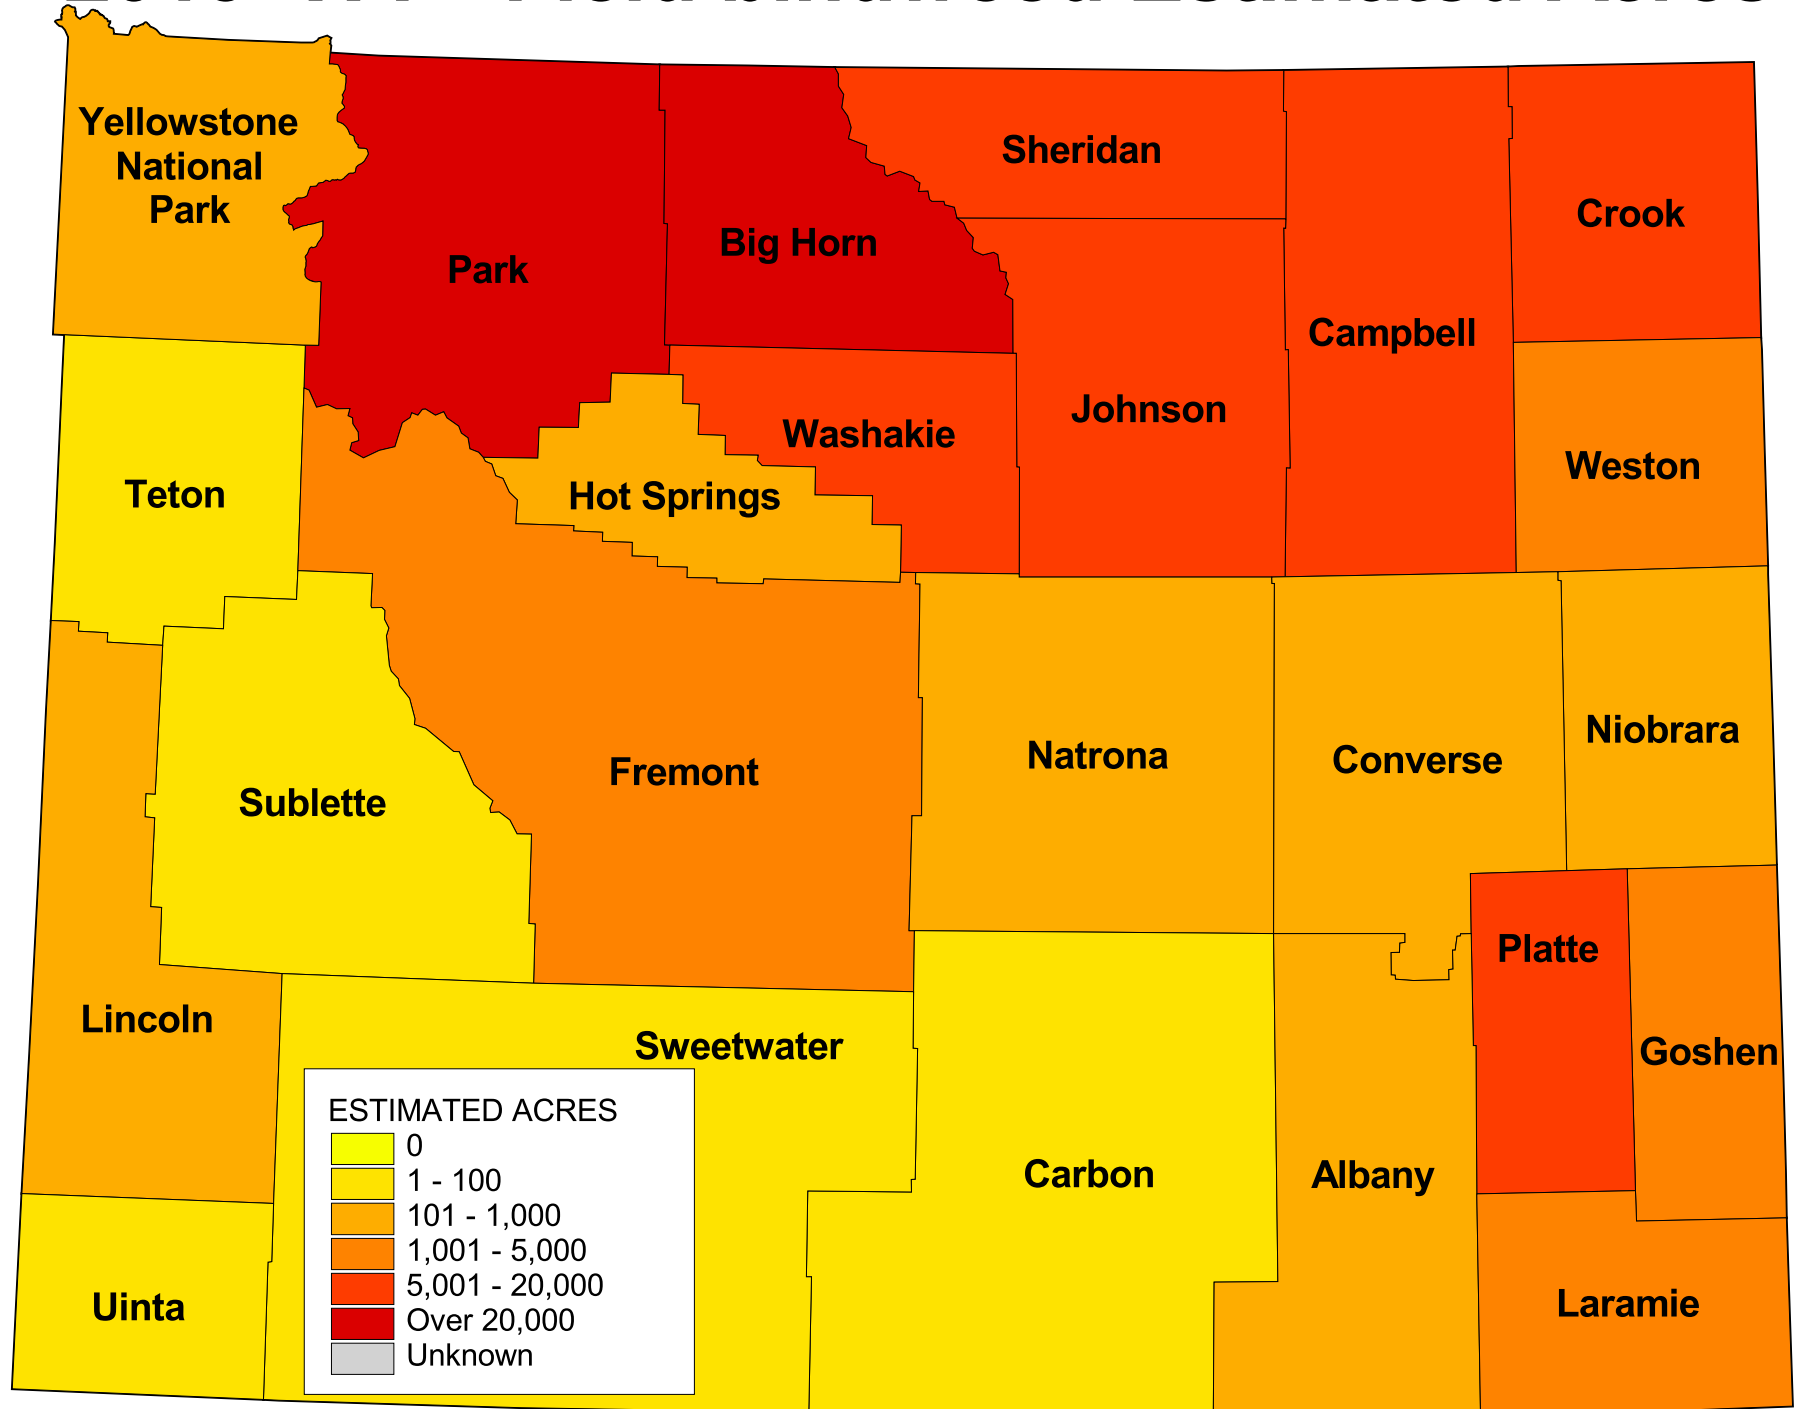 Yellowstone
National
Park
Park
Big Horn
Sheridan
Crook
Campbell
Johnson
Washakie
Weston
Teton
Hot Springs
Fremont
Natrona
Converse
Niobrara
Sublette
Platte
Lincoln
Sweetwater
Goshen
Carbon
Albany
Uinta
Laramie
ESTIMATED ACRES
0
1 - 100
101 - 1,000
1,001 - 5,000
5,001 - 20,000
Over 20,000
Unknown